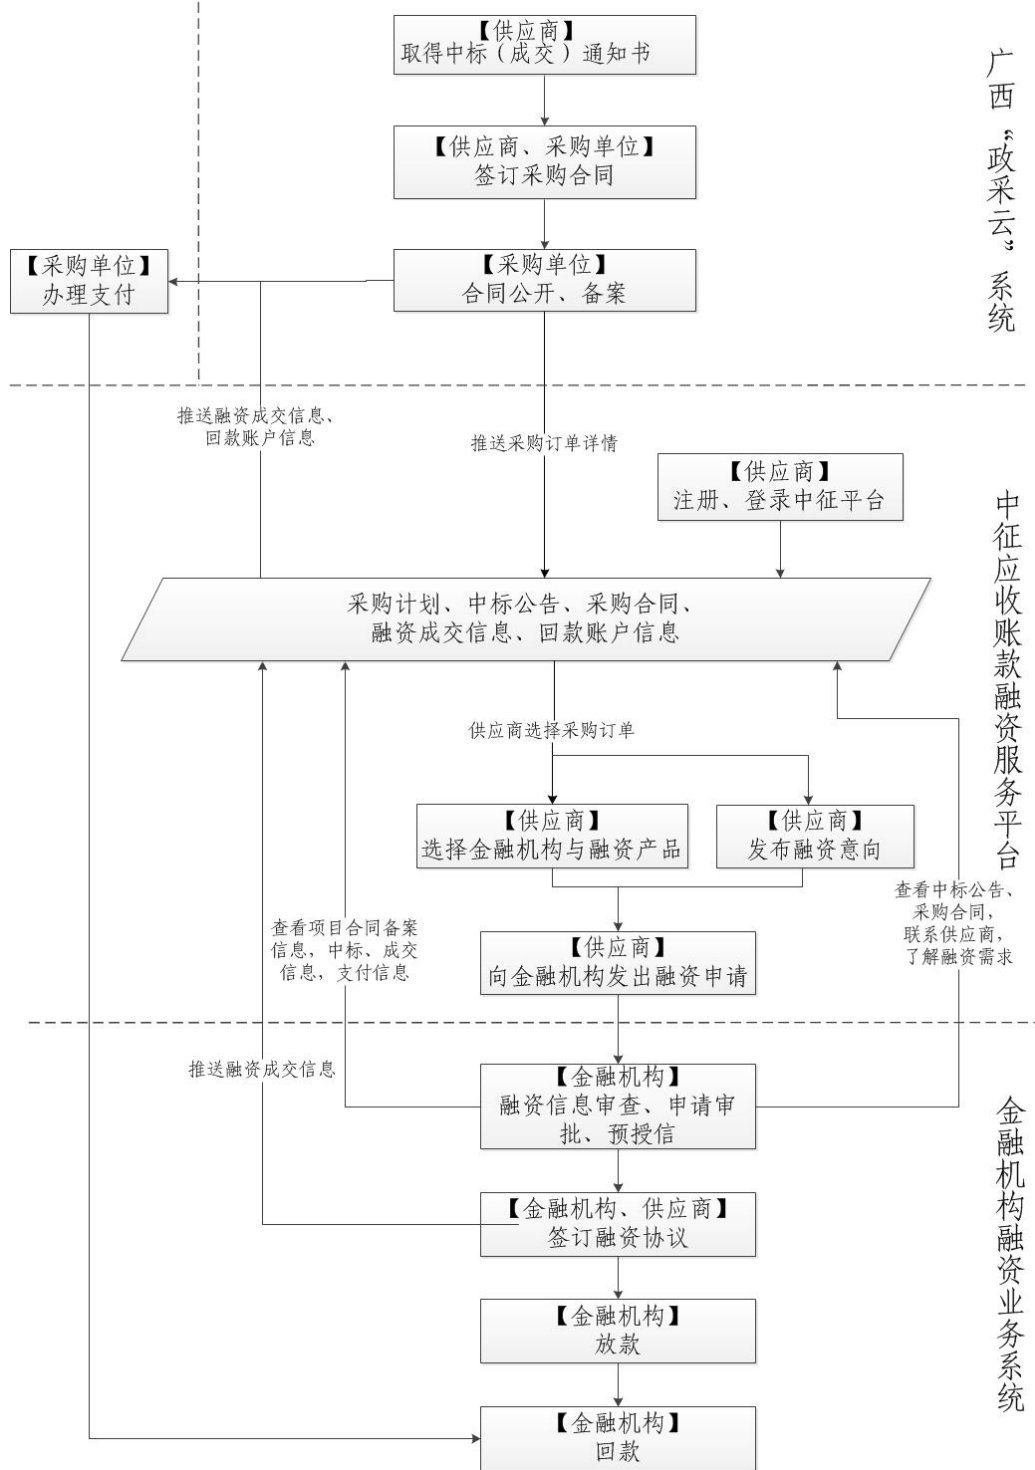 【供应商】
取得中标（成交）通知书
广西“政采云”系统
【供应商、采购单位】
签订采购合同
【采购单位】
办理支付
【采购单位】
合同公开、备案
推送融资成交信息、
回款账户信息
推送采购订单详情
【供应商】
注册、登录中征平台
中征应收账款融资服务平台
采购计划、中标公告、采购合同、
融资成交信息、回款账户信息
供应商选择采购订单
【供应商】
选择金融机构与融资产品
【供应商】
发布融资意向
查看中标公告、
采购合同，
联系供应商，
了解融资需求
查看项目合同备案
信息，中标、成交
信息，支付信息
【供应商】
向金融机构发出融资申请
推送融资成交信息
【金融机构】
融资信息审查、申请审
批、预授信
金融机构融资业务系统
【金融机构、供应商】
签订融资协议
【金融机构】
放款
【金融机构】
回款